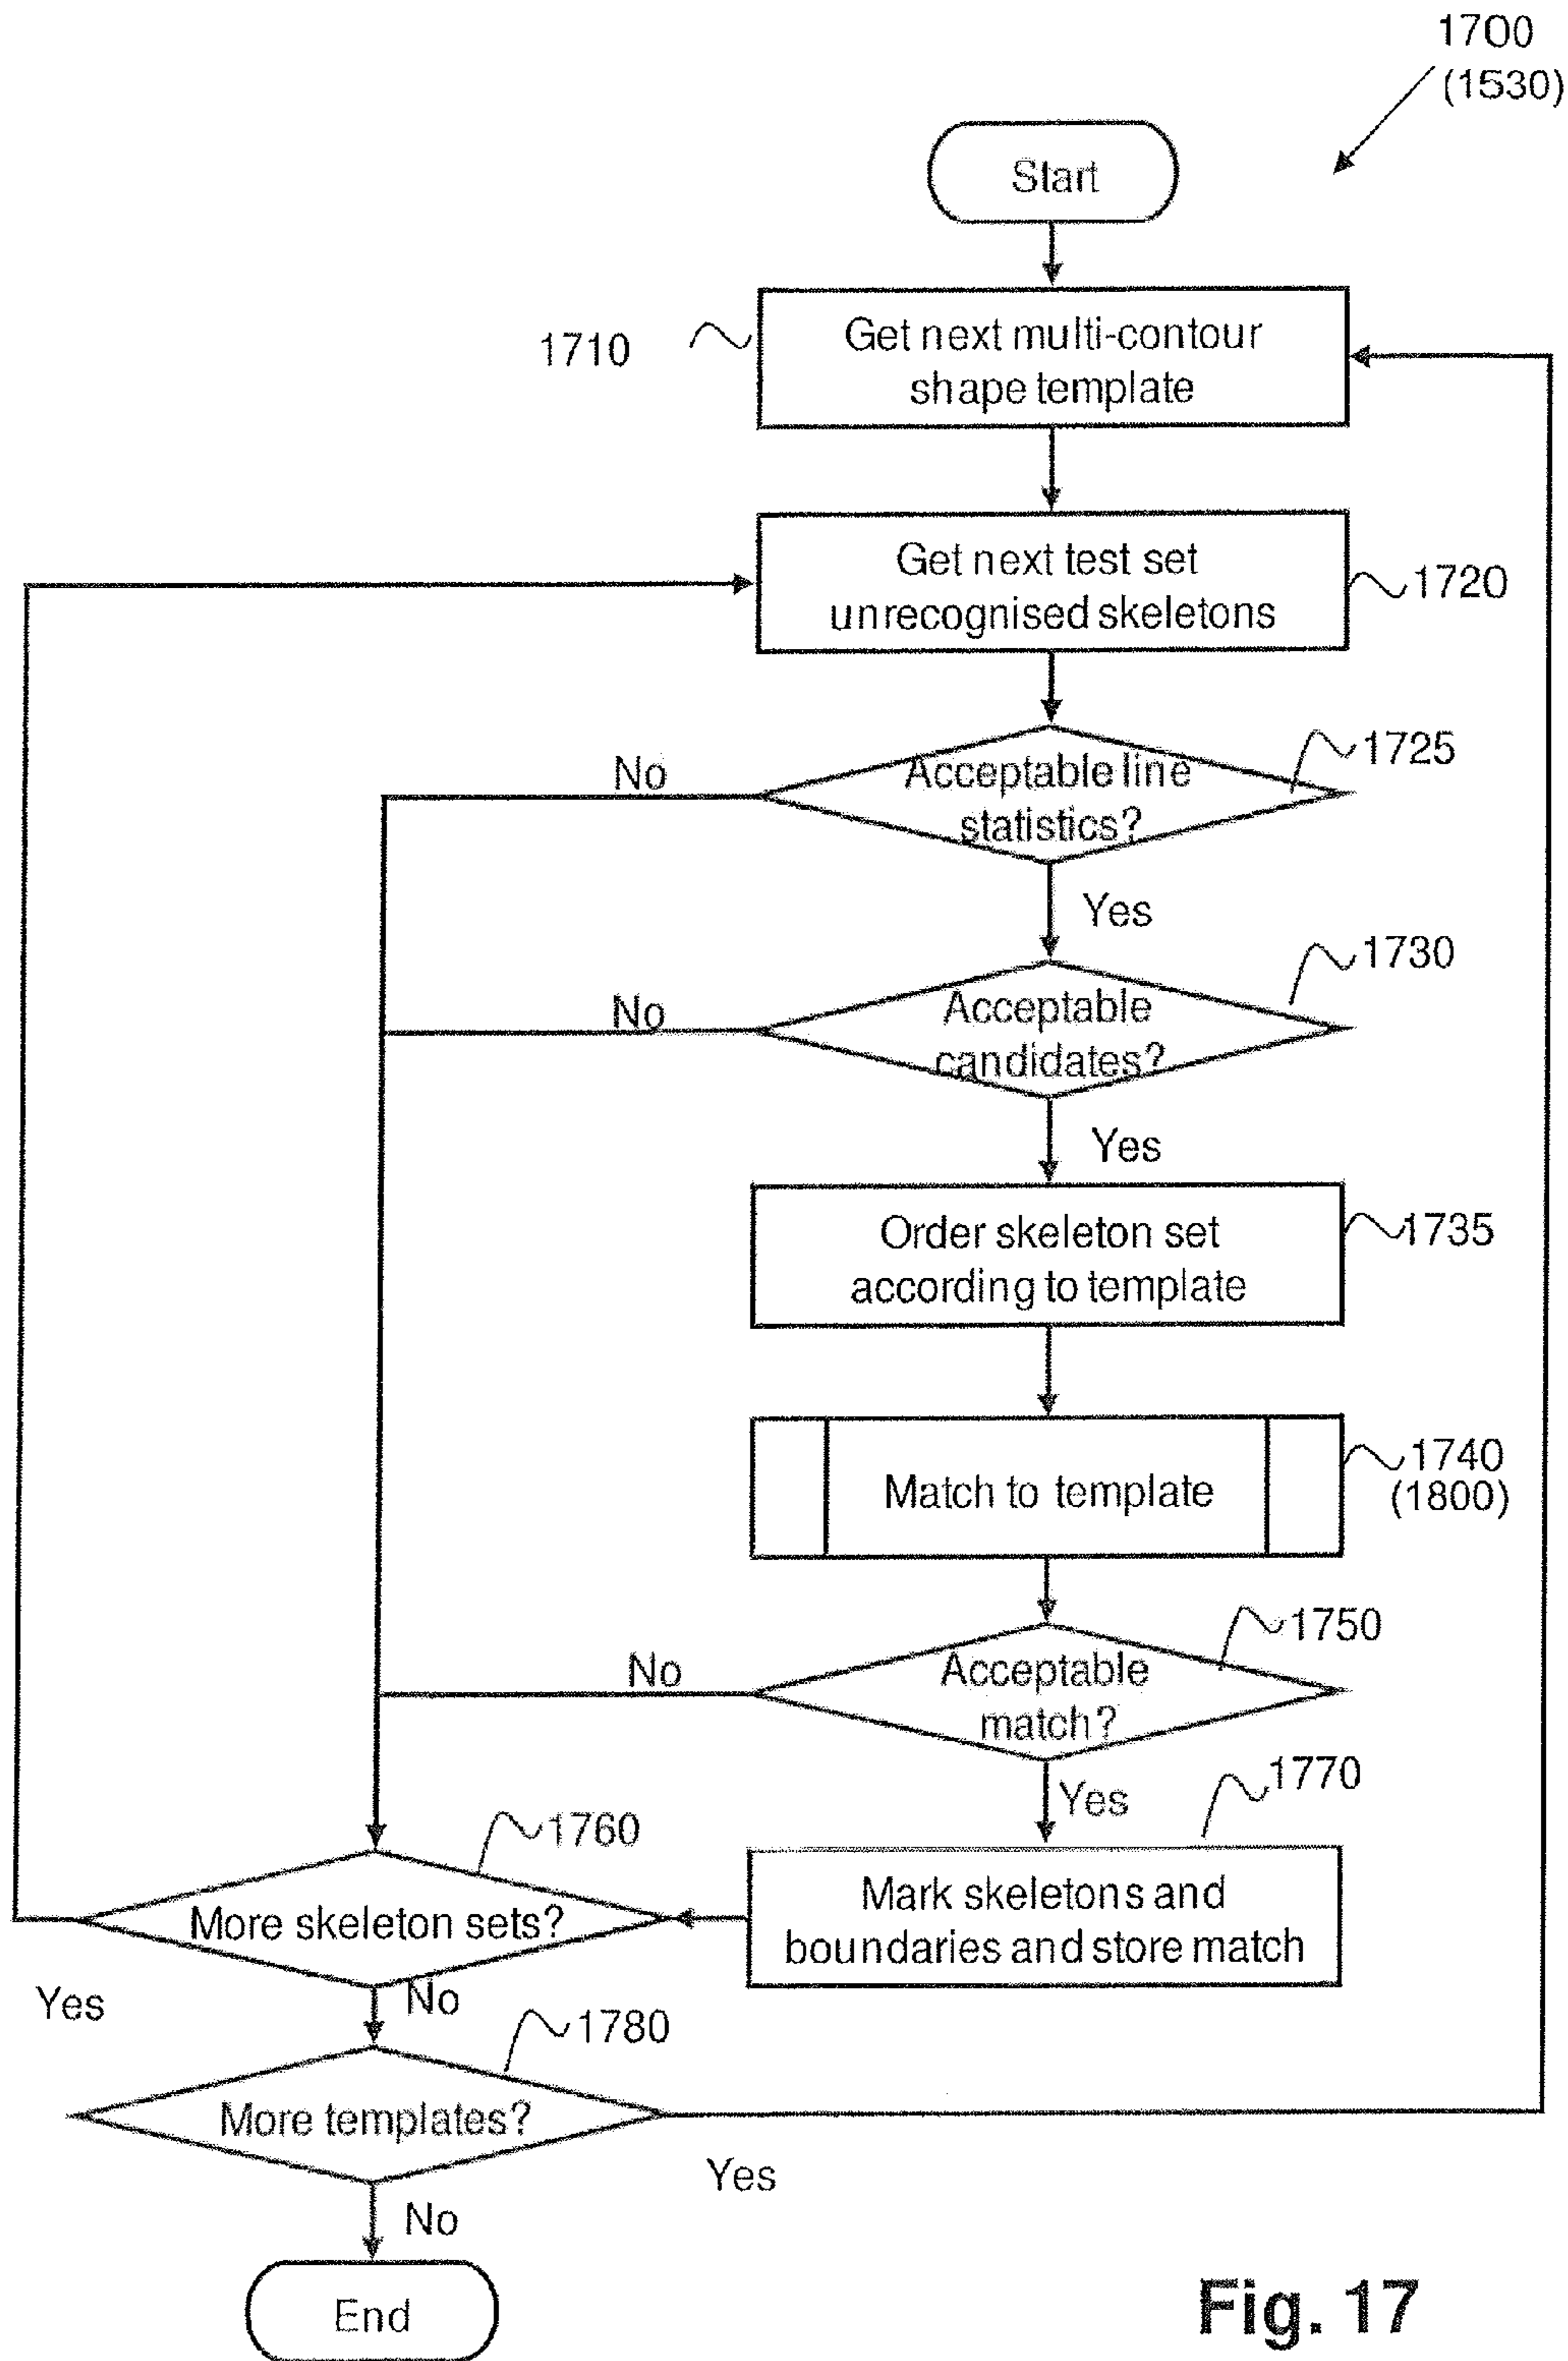 1700
(1530)
Start
1710
Get next multi-contour
shape template
Get next test set
unrecognised skeletons
1720
Acceptable line
statistics?
1725
No
Yes
Acceptable
candidates?
1730
No
Yes
Order skeleton set
according to template
1735
Match to template
1740
(1800)
Acceptable
match?
1750
No
Yes
1770
Mark skeletons and
boundaries and store match
1760
More skeleton sets?
Yes
No
1780
More templates?
Yes
No
End
Fig. 17